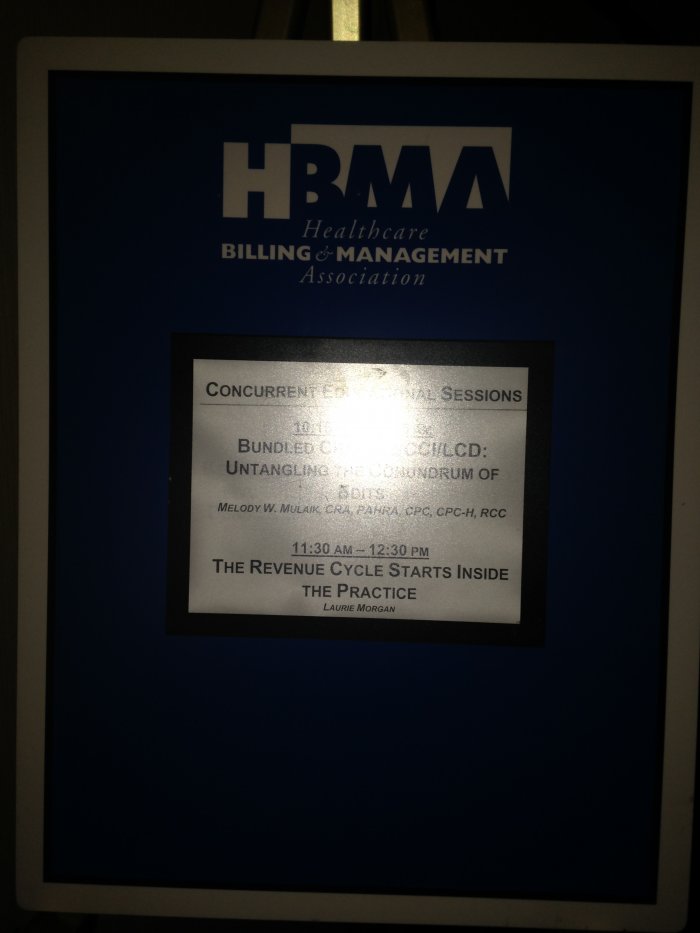 HBMA
Healthcare
BILLING & MANAGEMENT
Association
CONCURRENT EDUCATIONAL SESSIONS
BUNDLED CCI/LCD:
UNTANGLING THE CONUNDRUM OF
EDITS
MELODY W. MULAIK, CRA, PAHRA, CPC, CPC-H, RCC
11:30 AM – 12:30 PM
THE REVENUE CYCLE STARTS INSIDE
THE PRACTICE
LAURIE MORGAN